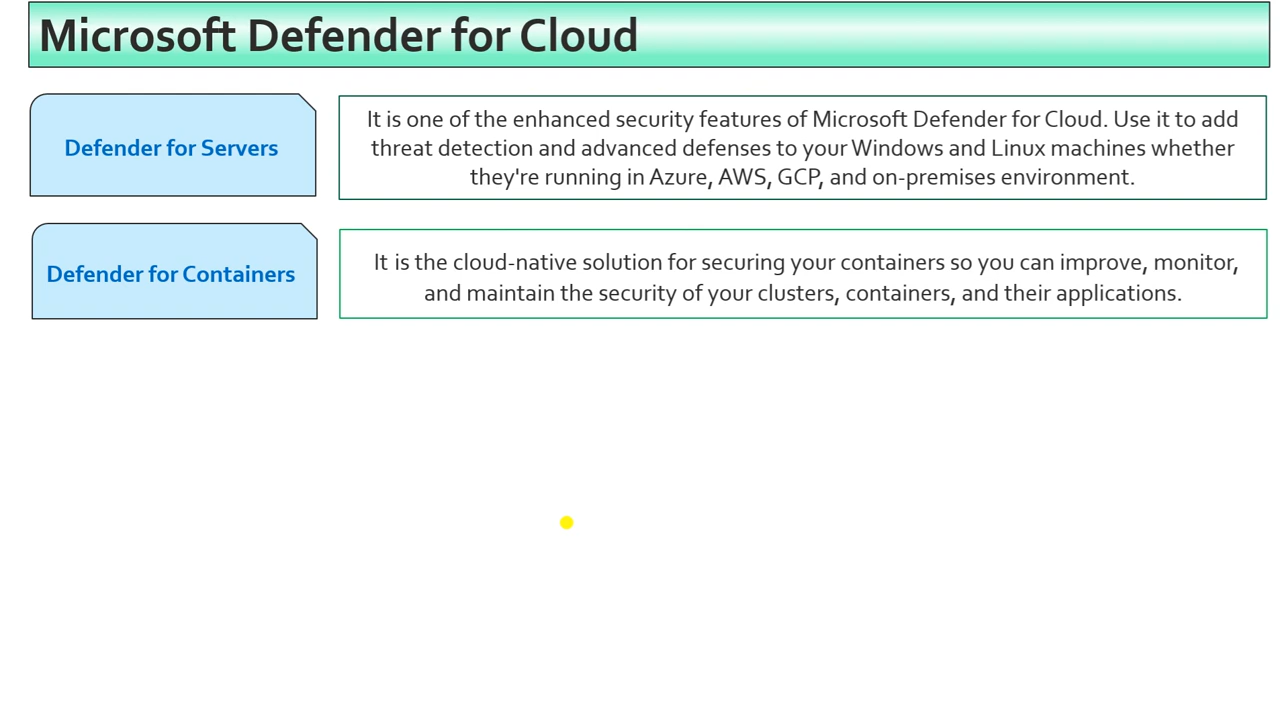 Microsoft Defender for Cloud
Defender for Servers
It is one of the enhanced security features of Microsoft Defender for Cloud. Use it to add
threat detection and advanced defenses to your Windows and Linux machines whether
they're running in Azure, AWS, GCP, and on-premises environment.
Defender for Containers
It is the cloud-native solution for securing your containers so you can improve, monitor,
and maintain the security of your clusters, containers, and their applications.